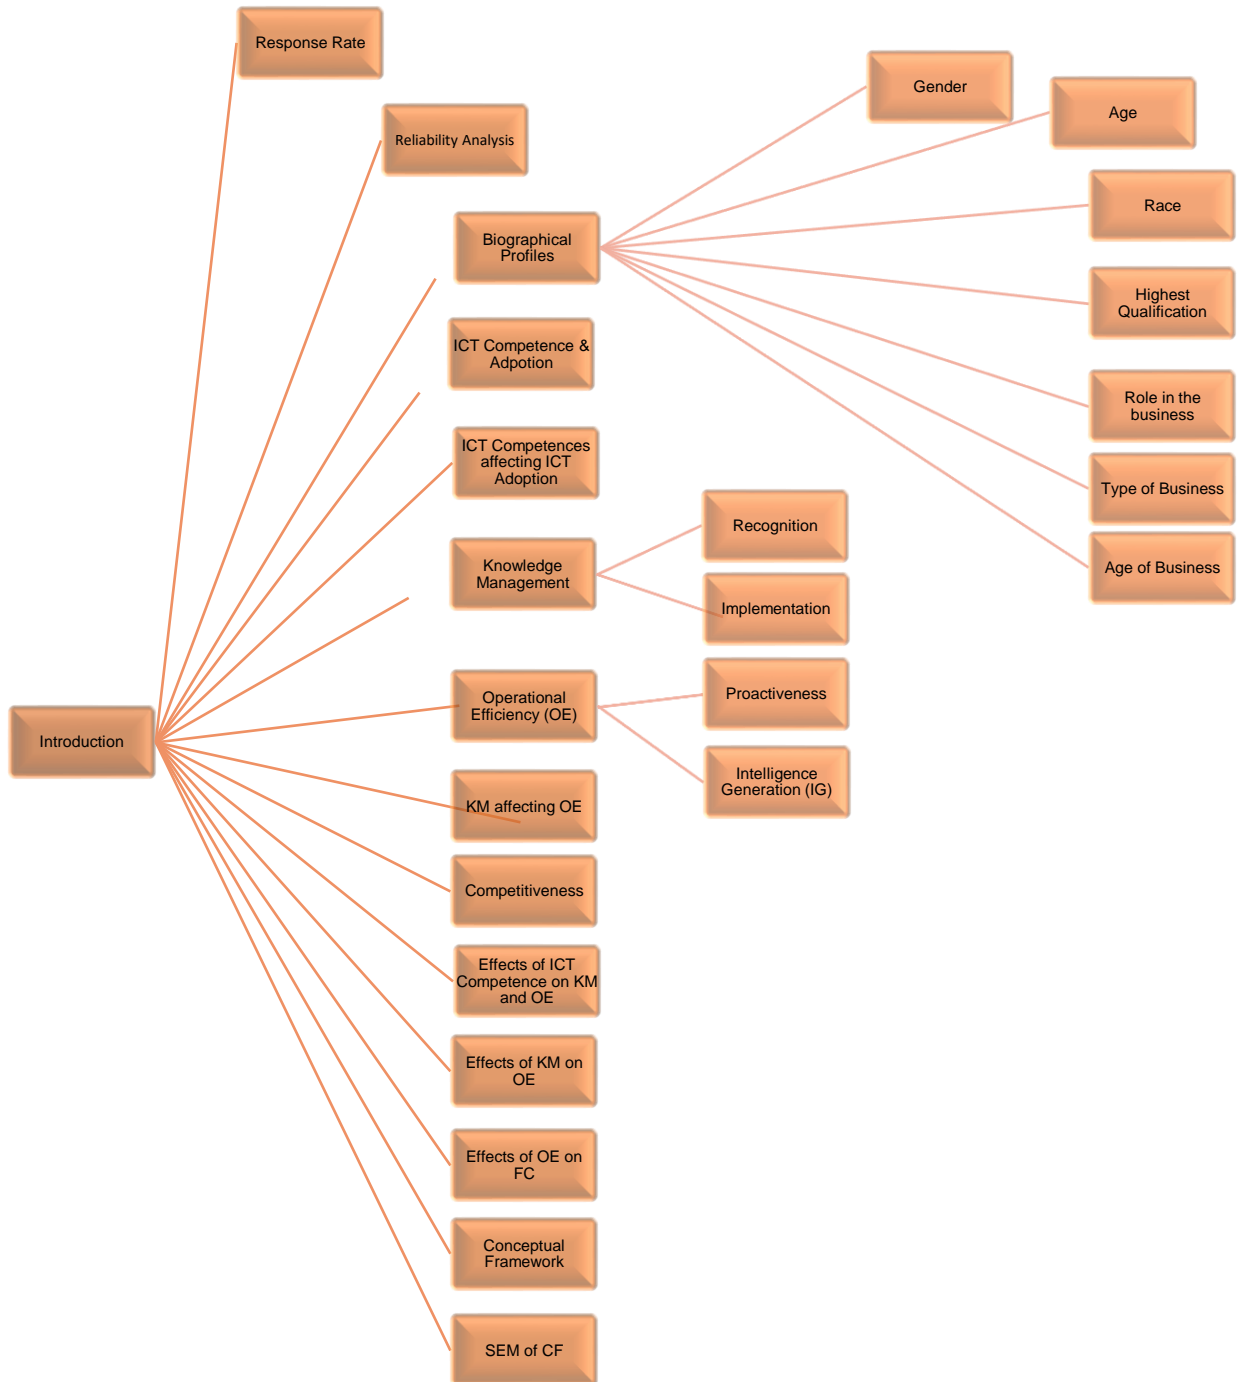 Response Rate
Reliability Analysis
Biographical
Profiles
Gender
Age
Race
Highest
Qualification
Role in the
business
Type of Business
Age of Business
ICT Competence &
Adpotion
ICT Competences
affecting ICT
Adoption
Knowledge
Management
Recognition
Implementation
Introduction
Operational
Efficiency (OE)
Proactiveness
Intelligence
Generation (IG)
KM affecting OE
Competitiveness
Effects of ICT
Competence on KM
and OE
Effects of KM on
OE
Effects of OE on
FC
Conceptual
Framework
SEM of CF